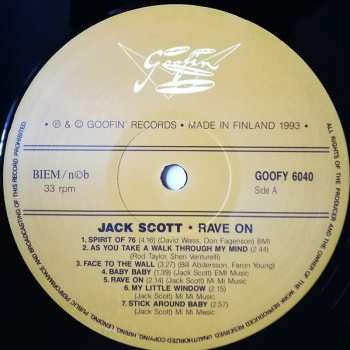 Goofin
• ℗ & © GOOFIN' RECORDS • MADE IN FINLAND 1993 •
BIEM/n©b
33 rpm
GOOFY 6040
Side A
JACK SCOTT • RAVE ON
1. SPIRIT OF 76 (4:16) (David Weiss, Don Fagenson) BMI
2. AS YOU TAKE A WALK THROUGH MY MIND (2:44)
(Rod Taylor, Sheri Venturelli)
3. FACE TO THE WALL (3:27) (Bill Abderson, Faron Young)
4. BABY BABY (1:39) (Jack Scott) EMI Music
5. RAVE ON (2:14) (Jack Scott) Mi Mi Music
6. MY LITTLE WINDOW (2:14)
(Jack Scott) Mi Mi Music
7. STICK AROUND BABY (2:57)
(Jack Scott) Mi Mi Music
ALL RIGHTS OF THE PRODUCER AND THE OWNER OF THE WORK REPRODUCED RESERVED. UNAUTHORIZED COPYING, HIRING, LENDING, PUBLIC PERFORMANCE AND BROADCASTING OF THIS RECORD PROHIBITED.